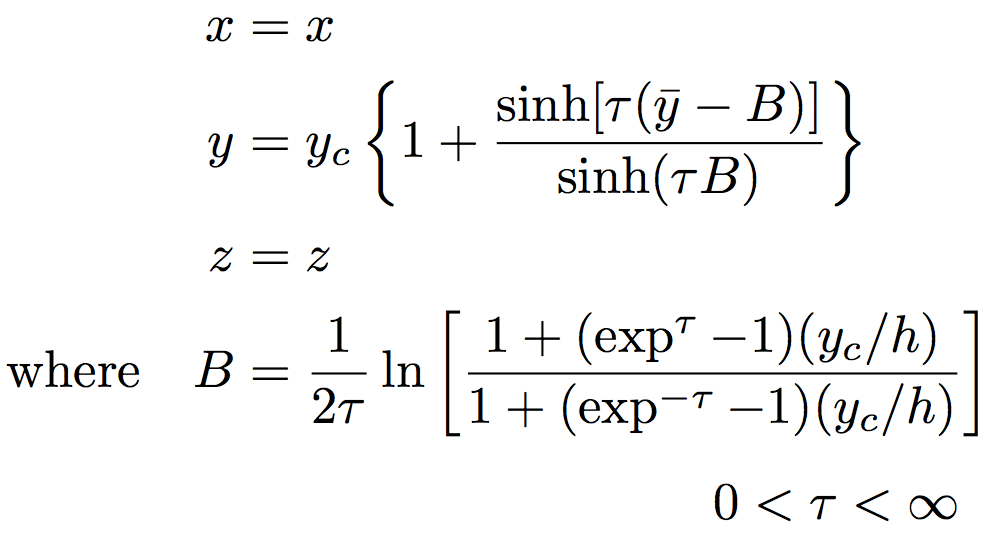 x = x
y = y_c { 1 + sinh[τ(ȳ − B)] / sinh(τB) }
z = z
where B = 1/2τ ln [ 1 + (exp^τ −1)(y_c/h) / 1 + (exp^−τ −1)(y_c/h) ]
0 < τ < ∞